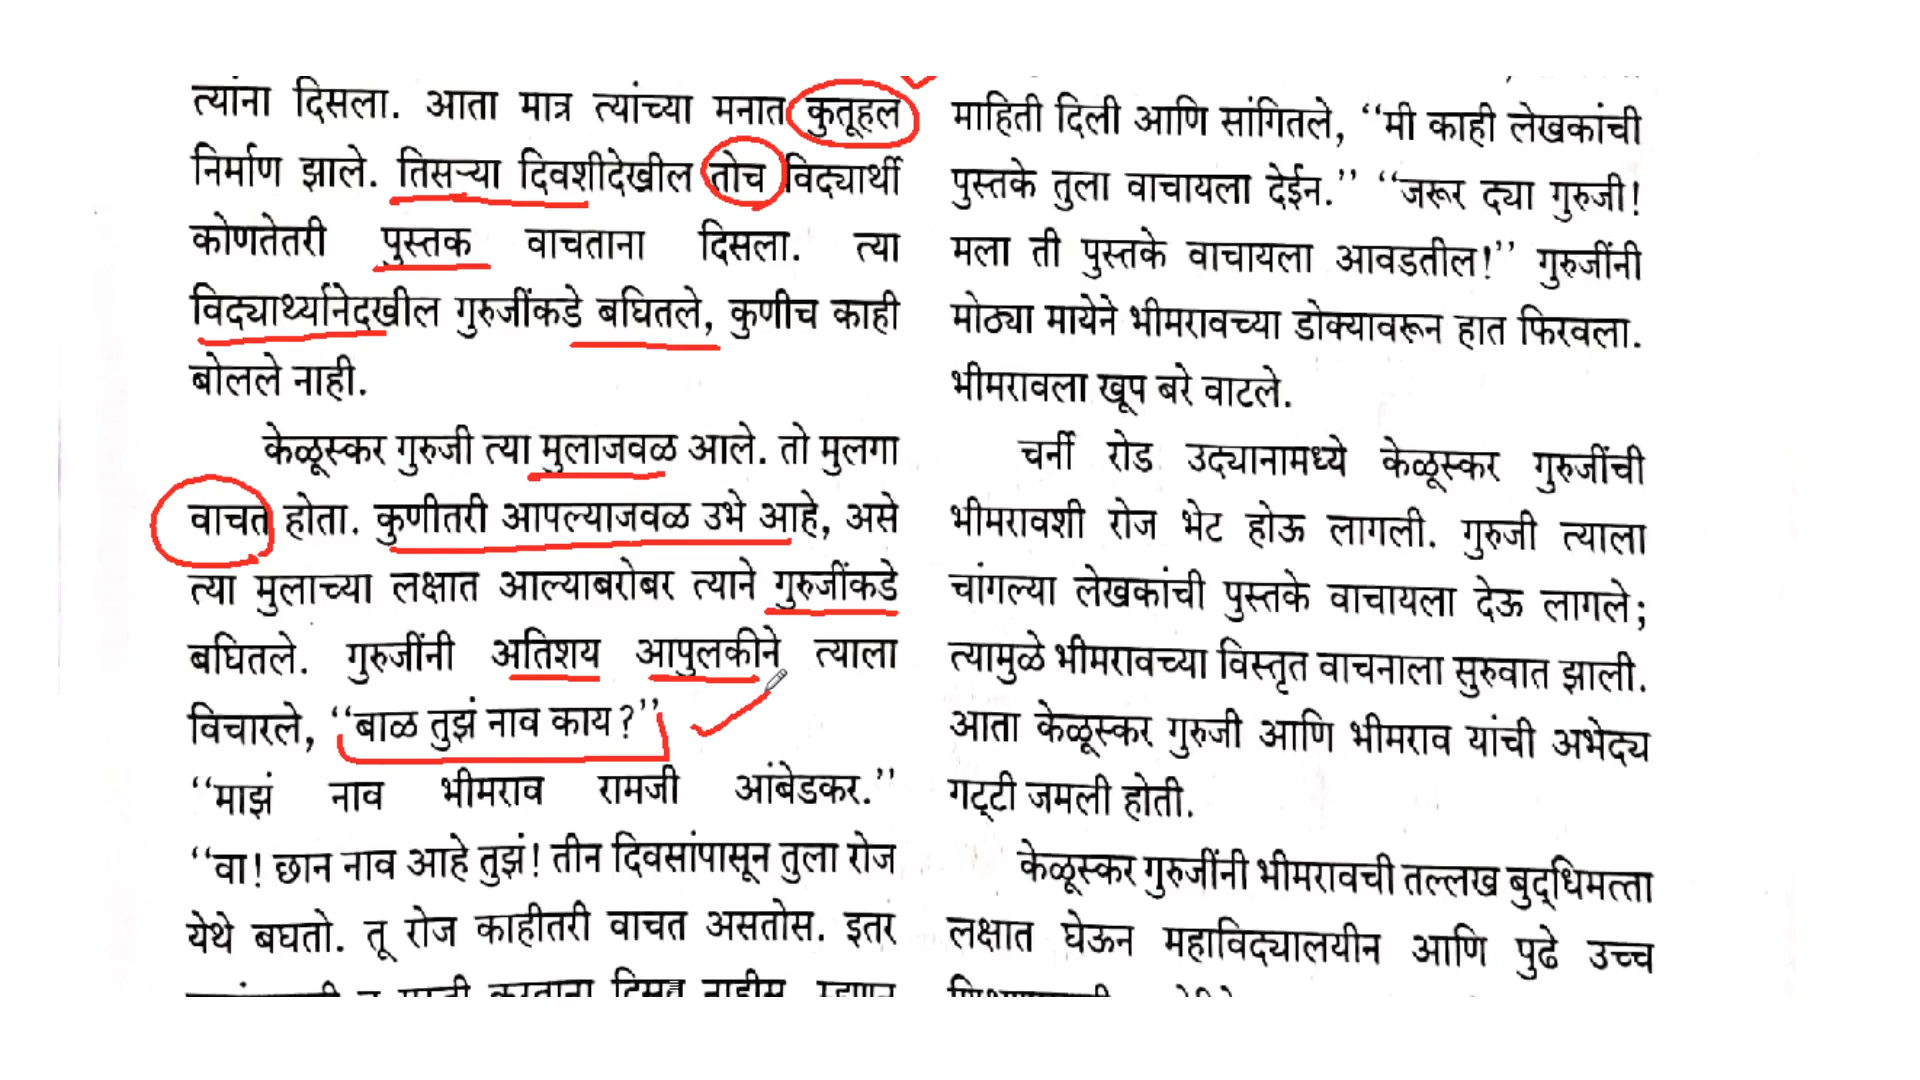 त्यांना दिसला. आता मात्र त्यांच्या मनात कुतूहल
निर्माण झाले. तिसऱ्या दिवशीदेखील तोच विद्यार्थी
कोणतेतरी पुस्तक वाचताना दिसला. त्या
विद्यार्थ्यानेदखील गुरुजींकडे बघितले, कुणीच काही
बोलले नाही.
केळूस्कर गुरुजी त्या मुलाजवळ आले. तो मुलगा
वाचत होता. कुणीतरी आपल्याजवळ उभे आहे, असे
त्या मुलाच्या लक्षात आल्याबरोबर त्याने गुरुजींकडे
बघितले. गुरुजींनी अतिशय आपुलकीने त्याला
विचारले, ‘‘बाळ तुझं नाव काय?’’
‘‘माझं नाव भीमराव रामजी आंबेडकर.’’
‘‘वा! छान नाव आहे तुझं! तीन दिवसांपासून तुला रोज
येथे बघतो. तू रोज काहीतरी वाचत असतोस. इतर
माहिती दिली आणि सांगितले, ‘‘मी काही लेखकांची
पुस्तके तुला वाचायला देईन.’’ ‘‘जरूर द्या गुरुजी!
मला ती पुस्तके वाचायला आवडतील!’’ गुरुजींनी
मोठ्या मायेने भीमरावच्या डोक्यावरून हात फिरवला.
भीमरावला खूप बरे वाटले.
चर्नी रोड उद्यानामध्ये केळूस्कर गुरुजींची
भीमरावशी रोज भेट होऊ लागली. गुरुजी त्याला
चांगल्या लेखकांची पुस्तके वाचायला देऊ लागले;
त्यामुळे भीमरावच्या विस्तृत वाचनाला सुरुवात झाली.
आता केळूस्कर गुरुजी आणि भीमराव यांची अभेद्य
गट्‌टी जमली होती.
केळूस्कर गुरुजींनी भीमरावची तल्लख बुद्‌धिमत्ता
लक्षात घेऊन महाविद्यालयीन आणि पुढे उच्च